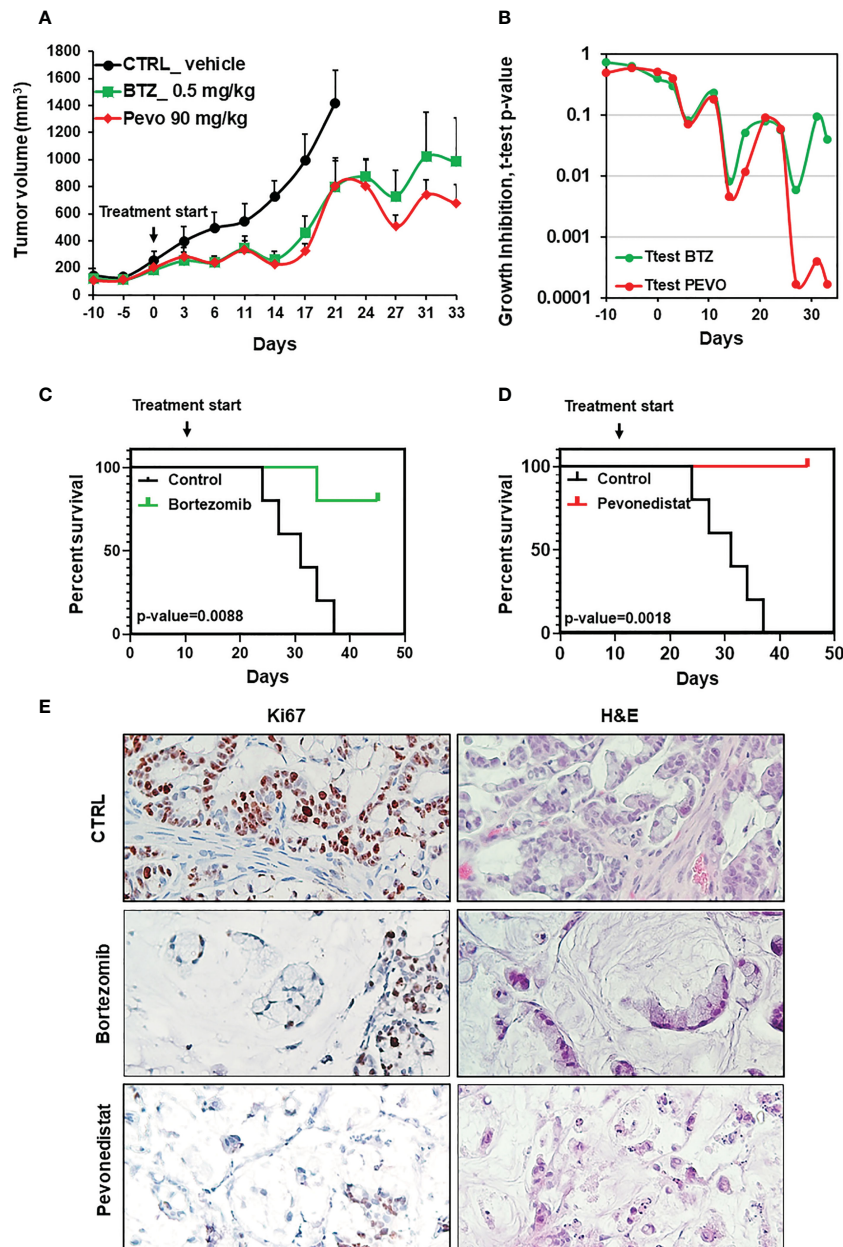 A
Tumor volume (mm³)
1800
1600
1400
1200
1000
800
600
400
200
0
CTRL_ vehicle
BTZ_ 0.5 mg/kg
Pevo 90 mg/kg
Treatment start
-10 -5 0 3 6 11 14 17 21 24 27 31 33
Days
B
Growth Inhibition, t-test p-value
1
0.1
0.01
0.001
0.0001
Ttest BTZ
Ttest PEVO
-10 0 10 20 30
Days
C
Treatment start
Percent survival
100
50
0
Control
Bortezomib
p-value=0.0088
0 10 20 30 40 50
Days
D
Treatment start
Percent survival
100
50
0
Control
Pevonedistat
p-value=0.0018
0 10 20 30 40 50
Days
E
Ki67 H&E
CTRL
Bortezomib
Pevonedistat